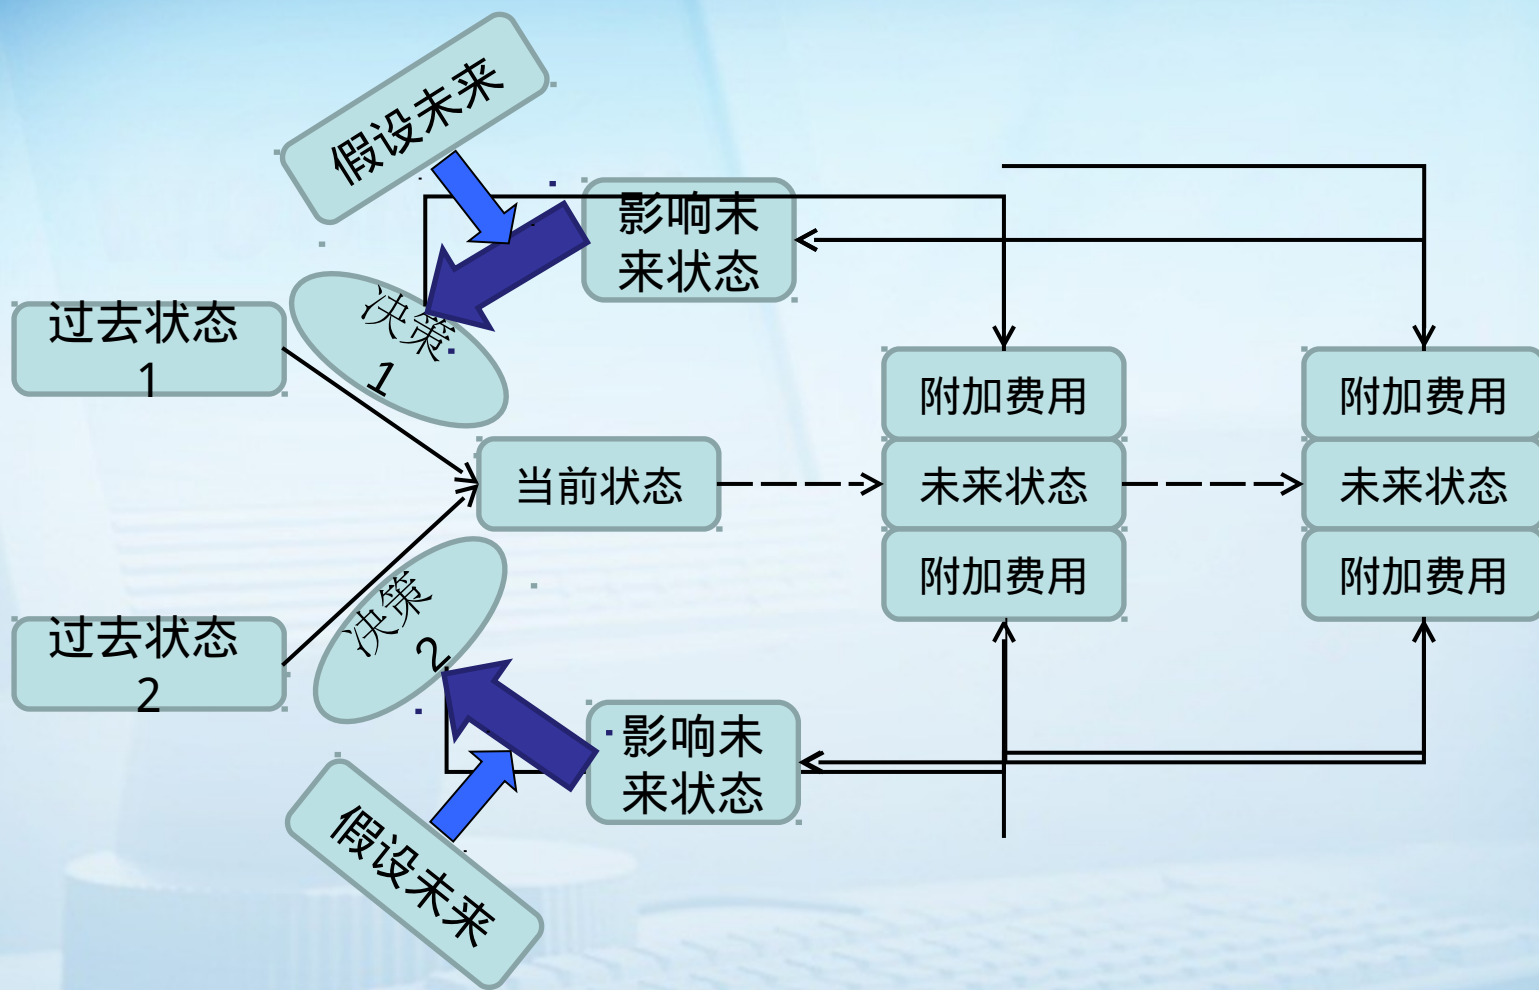 假设未来
影响未
来状态
过去状态
1
决策
1
附加费用
附加费用
当前状态
未来状态
未来状态
附加费用
附加费用
过去状态
2
决策
2
影响未
来状态
假设未来